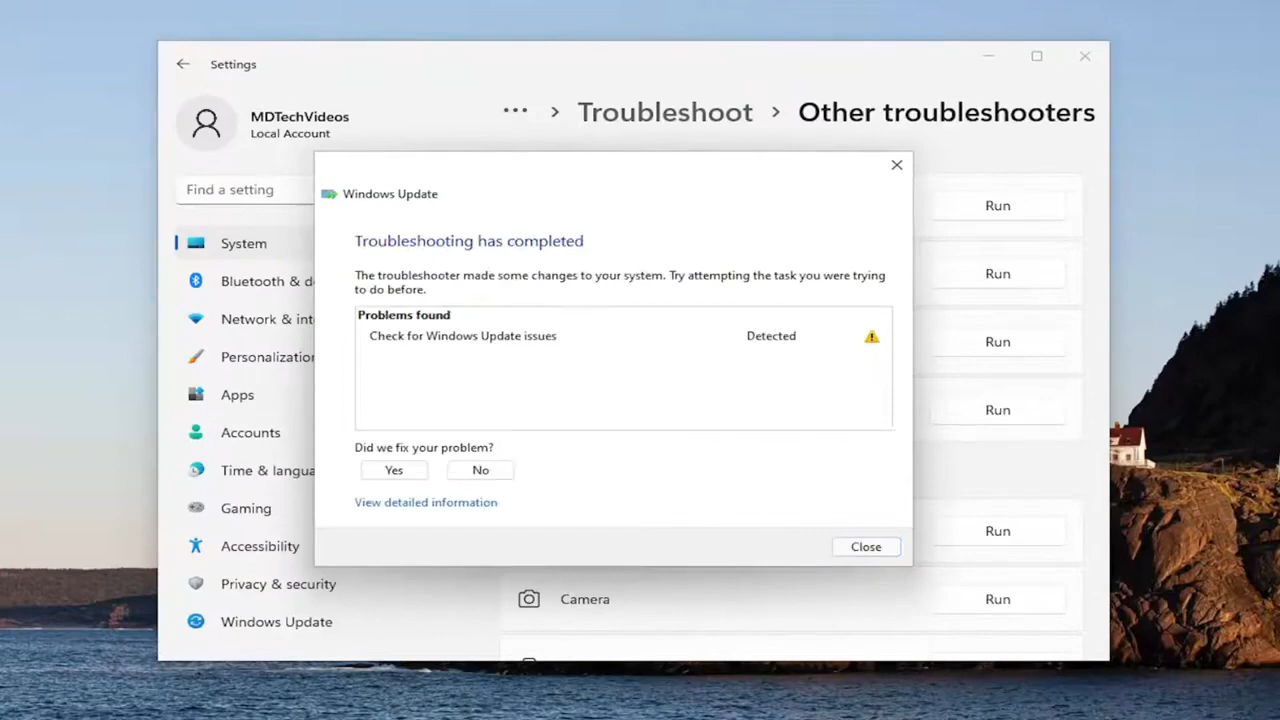 Settings
MDTechVideos
Local Account
··· > Troubleshoot > Other troubleshooters
Find a setting
System
Bluetooth & d
Network & int
Personalization
Apps
Accounts
Time & langua
Gaming
Accessibility
Privacy & security
Windows Update
Windows Update
Troubleshooting has completed
The troubleshooter made some changes to your system. Try attempting the task you were trying
to do before.
Problems found
Check for Windows Update issues Detected
Did we fix your problem?
Yes No
View detailed information
Close
Run
Run
Run
Run
Run
Camera Run